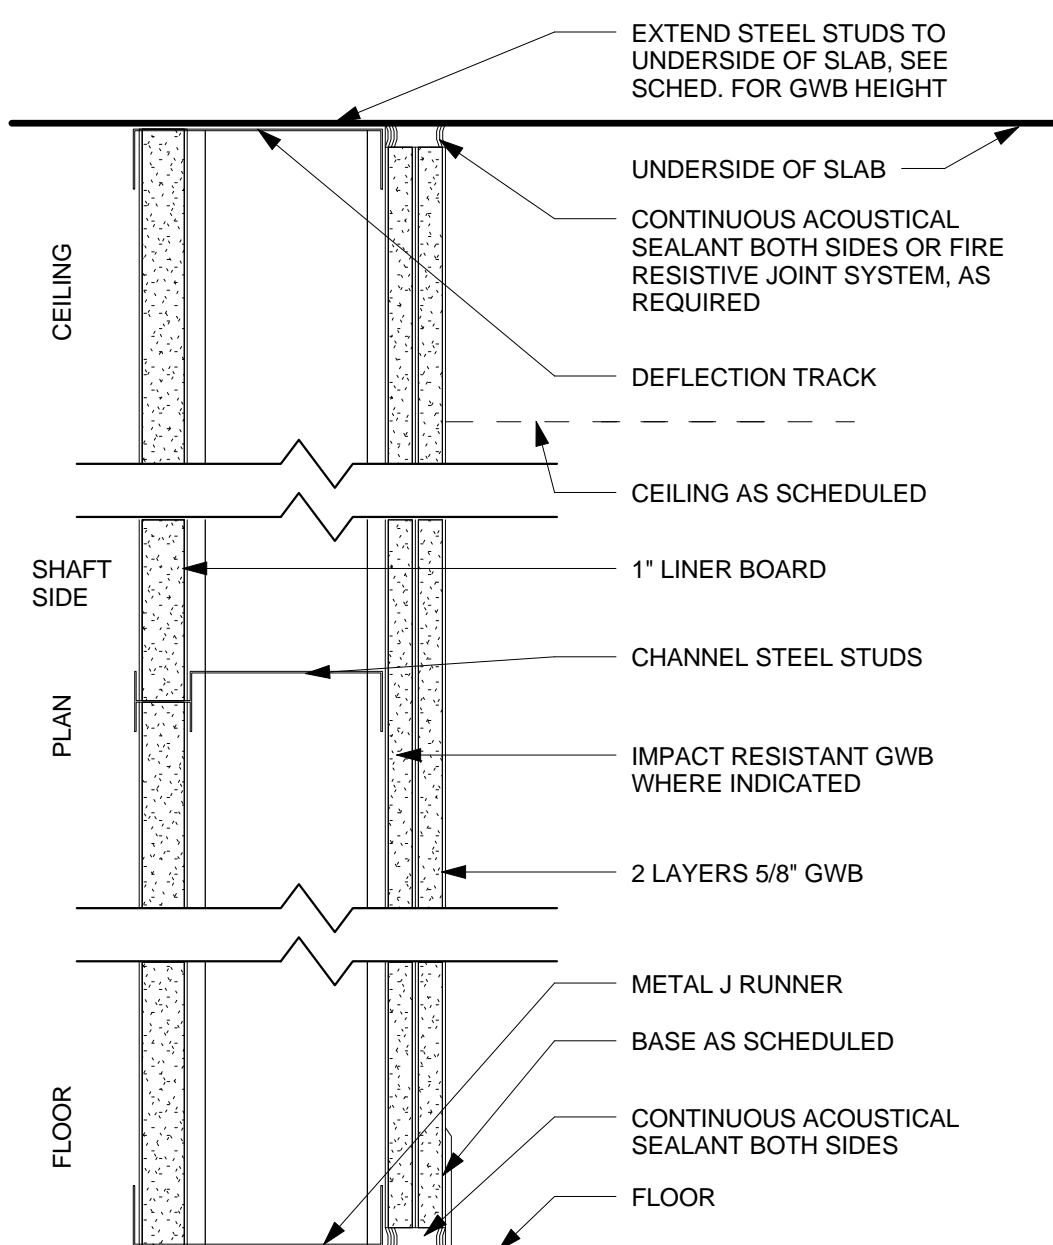 EXTEND STEEL STUDS TO
UNDERSIDE OF SLAB, SEE
SCHED. FOR GWB HEIGHT
UNDERSIDE OF SLAB
CONTINUOUS ACOUSTICAL
SEALANT BOTH SIDES OR FIRE
RESISTIVE JOINT SYSTEM, AS
REQUIRED
CEILING
DEFLECTION TRACK
CEILING AS SCHEDULED
SHAFT
SIDE
1" LINER BOARD
CHANNEL STEEL STUDS
PLAN
IMPACT RESISTANT GWB
WHERE INDICATED
2 LAYERS 5/8" GWB
METAL J RUNNER
BASE AS SCHEDULED
FLOOR
CONTINUOUS ACOUSTICAL
SEALANT BOTH SIDES
FLOOR